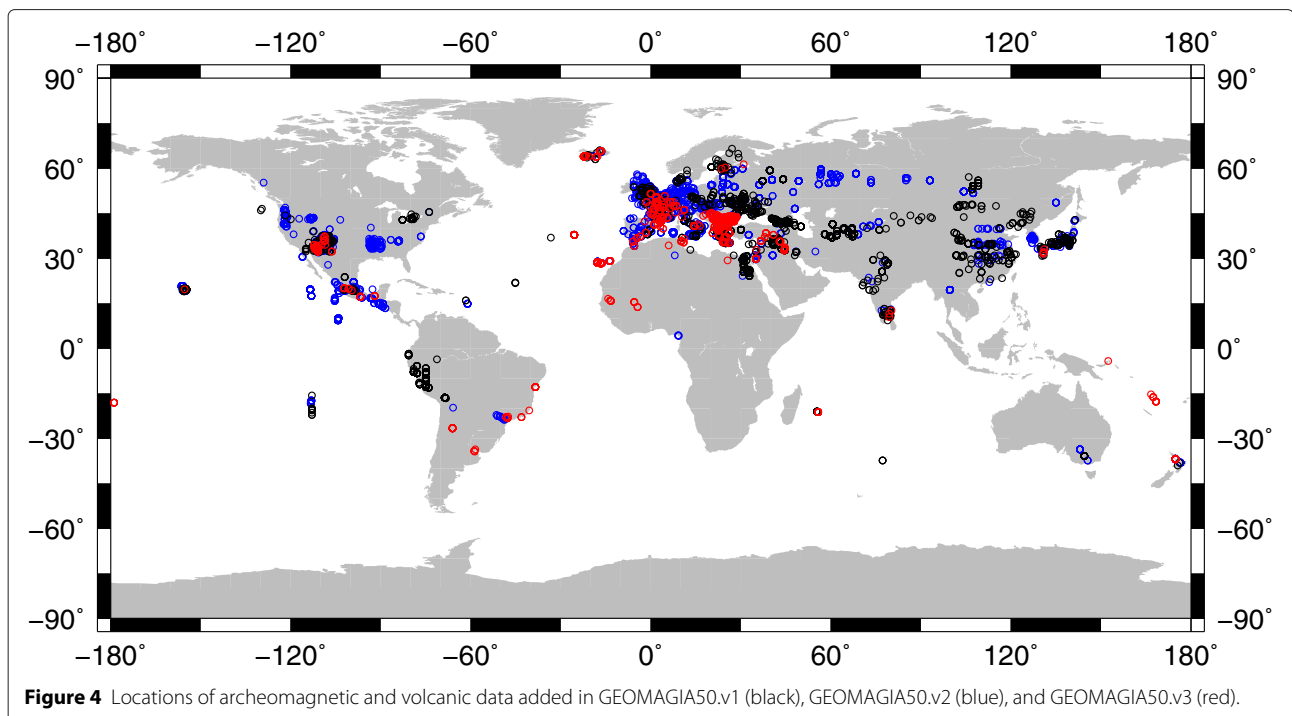 −180° −120° −60° 0° 60° 120° 180°
90° 90°
60° 60°
30° 30°
0° 0°
−30° −30°
−60° −60°
−90° −90°
−180° −120° −60° 0° 60° 120° 180°
Figure 4 Locations of archeomagnetic and volcanic data added in GEOMAGIA50.v1 (black), GEOMAGIA50.v2 (blue), and GEOMAGIA50.v3 (red).